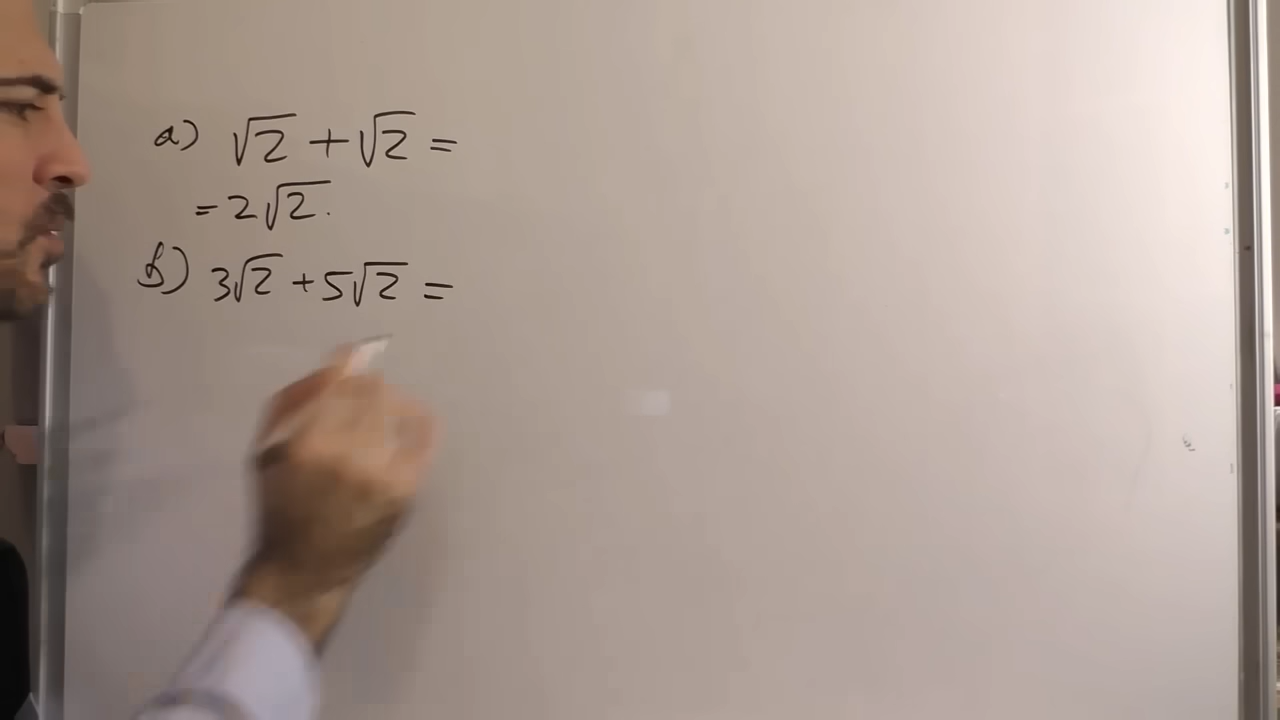 a) √2 + √2 =
= 2√2.
b) 3√2 + 5√2 =